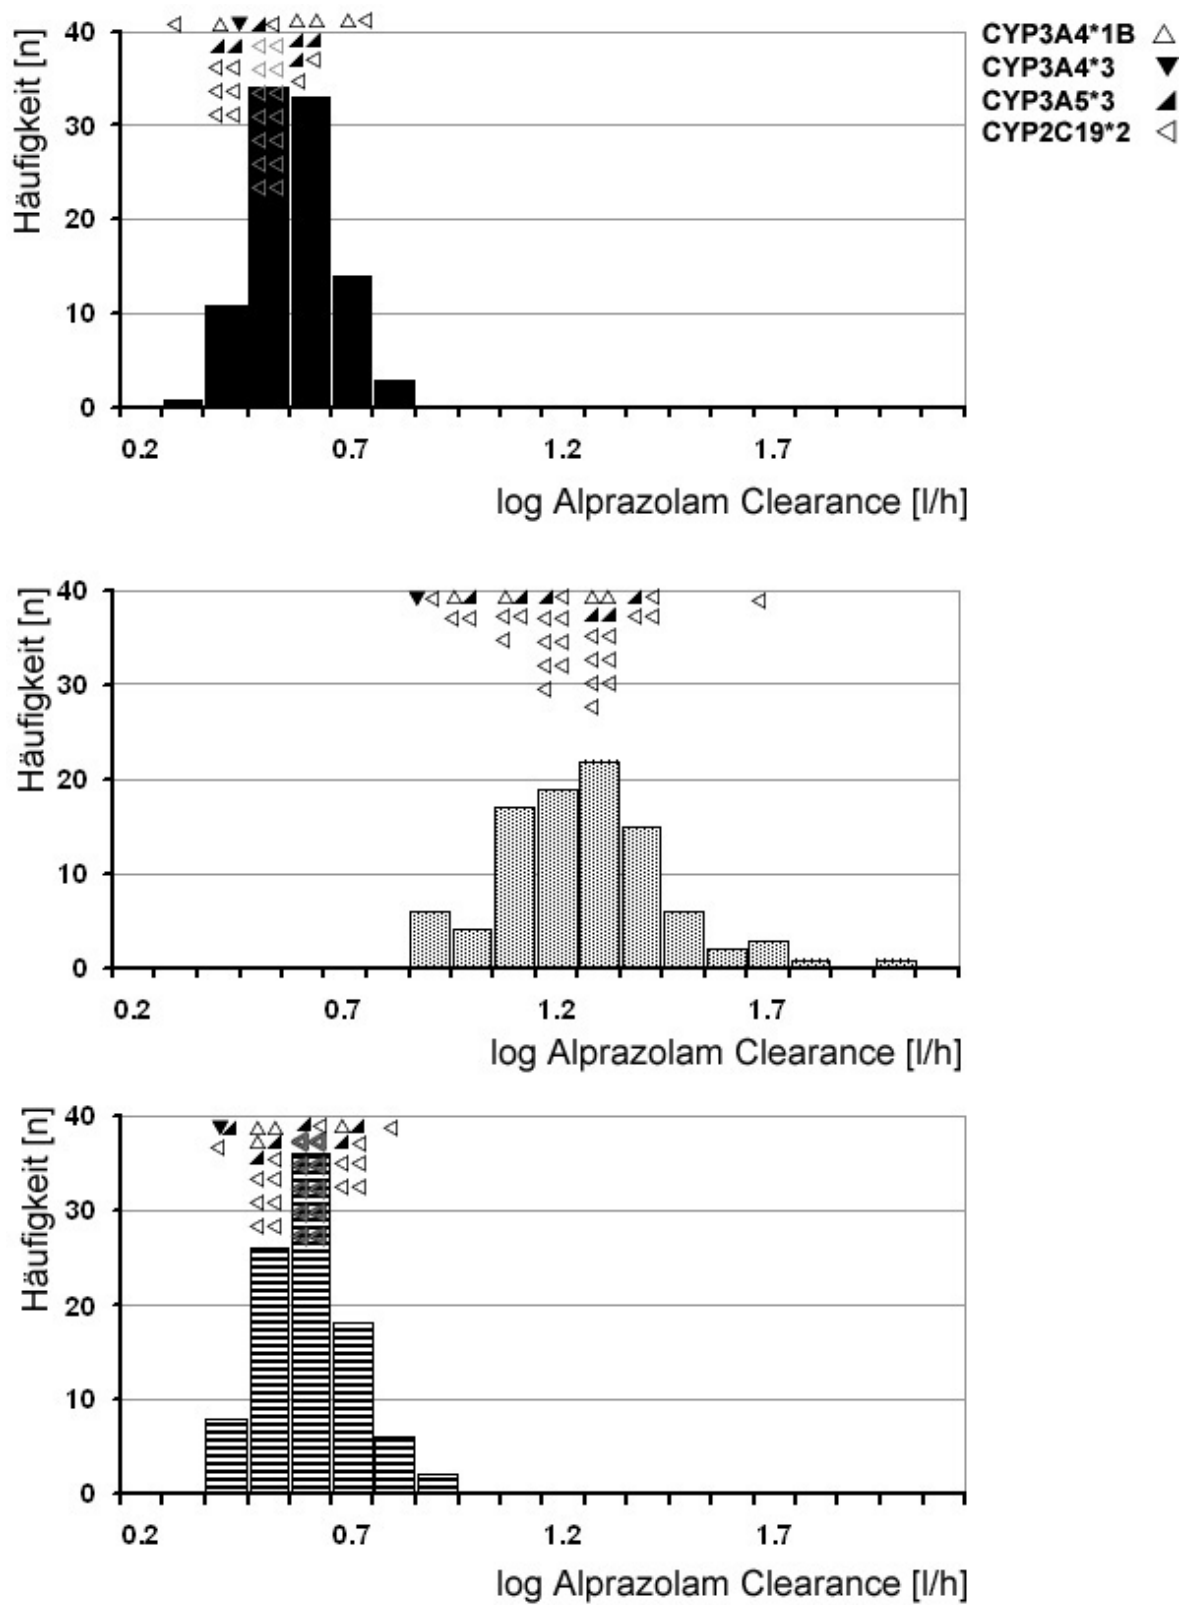 CYP3A4*1B
CYP3A4*3
CYP3A5*3
CYP2C19*2
Häufigkeit [n]
40
30
20
10
0
0.2 0.7 1.2 1.7
log Alprazolam Clearance [l/h]
Häufigkeit [n]
40
30
20
10
0
0.2 0.7 1.2 1.7
log Alprazolam Clearance [l/h]
Häufigkeit [n]
40
30
20
10
0
0.2 0.7 1.2 1.7
log Alprazolam Clearance [l/h]